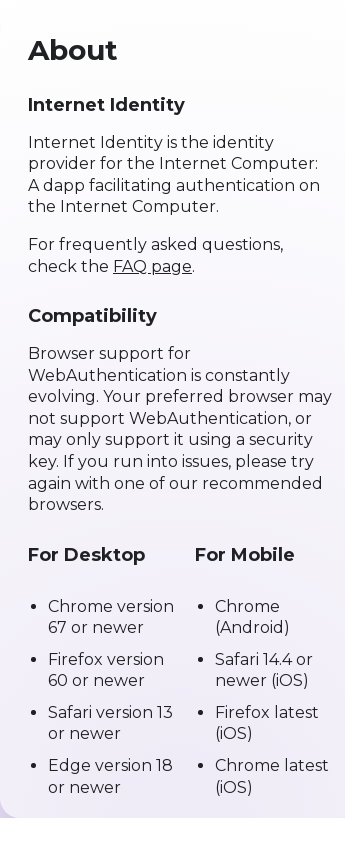 About
Internet Identity
Internet Identity is the identity
provider for the Internet Computer:
A dapp facilitating authentication on
the Internet Computer.
For frequently asked questions,
check the FAQ page.
Compatibility
Browser support for
WebAuthentication is constantly
evolving. Your preferred browser may
not support WebAuthentication, or
may only support it using a security
key. If you run into issues, please try
again with one of our recommended
browsers.
For Desktop
• Chrome version
67 or newer
• Firefox version
60 or newer
• Safari version 13
or newer
• Edge version 18
or newer
For Mobile
• Chrome
(Android)
• Safari 14.4 or
newer (iOS)
• Firefox latest
(iOS)
• Chrome latest
(iOS)